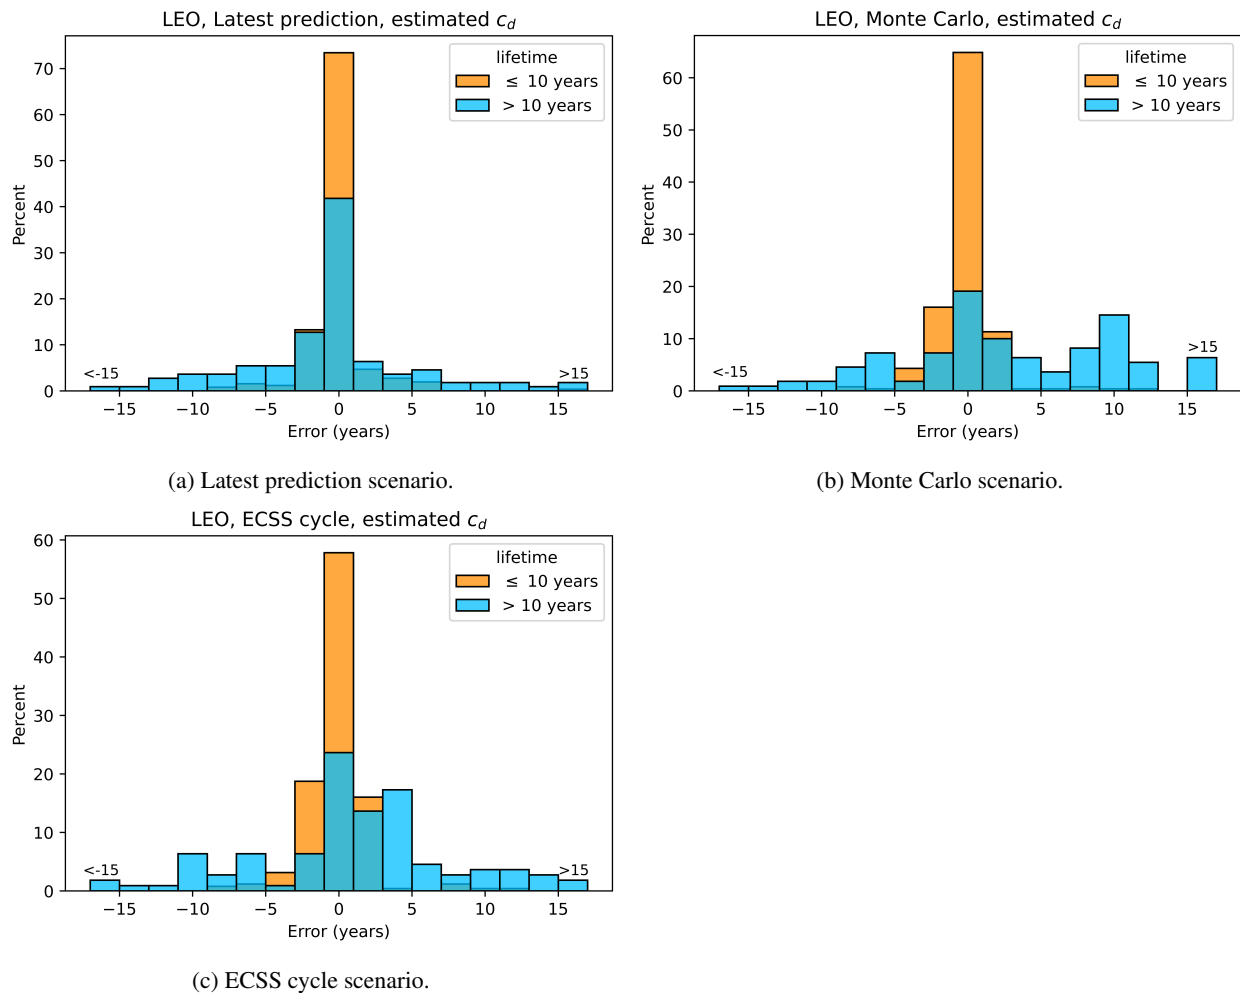 LEO, Latest prediction, estimated c_d
70
60
50
40
30
20
10
0
Percent
lifetime
≤ 10 years
> 10 years
<-15
>15
−15 −10 −5 0 5 10 15
Error (years)
(a) Latest prediction scenario.
LEO, Monte Carlo, estimated c_d
60
50
40
30
20
10
0
Percent
lifetime
≤ 10 years
> 10 years
<-15
>15
−15 −10 −5 0 5 10 15
Error (years)
(b) Monte Carlo scenario.
LEO, ECSS cycle, estimated c_d
60
50
40
30
20
10
0
Percent
lifetime
≤ 10 years
> 10 years
<-15
>15
−15 −10 −5 0 5 10 15
Error (years)
(c) ECSS cycle scenario.